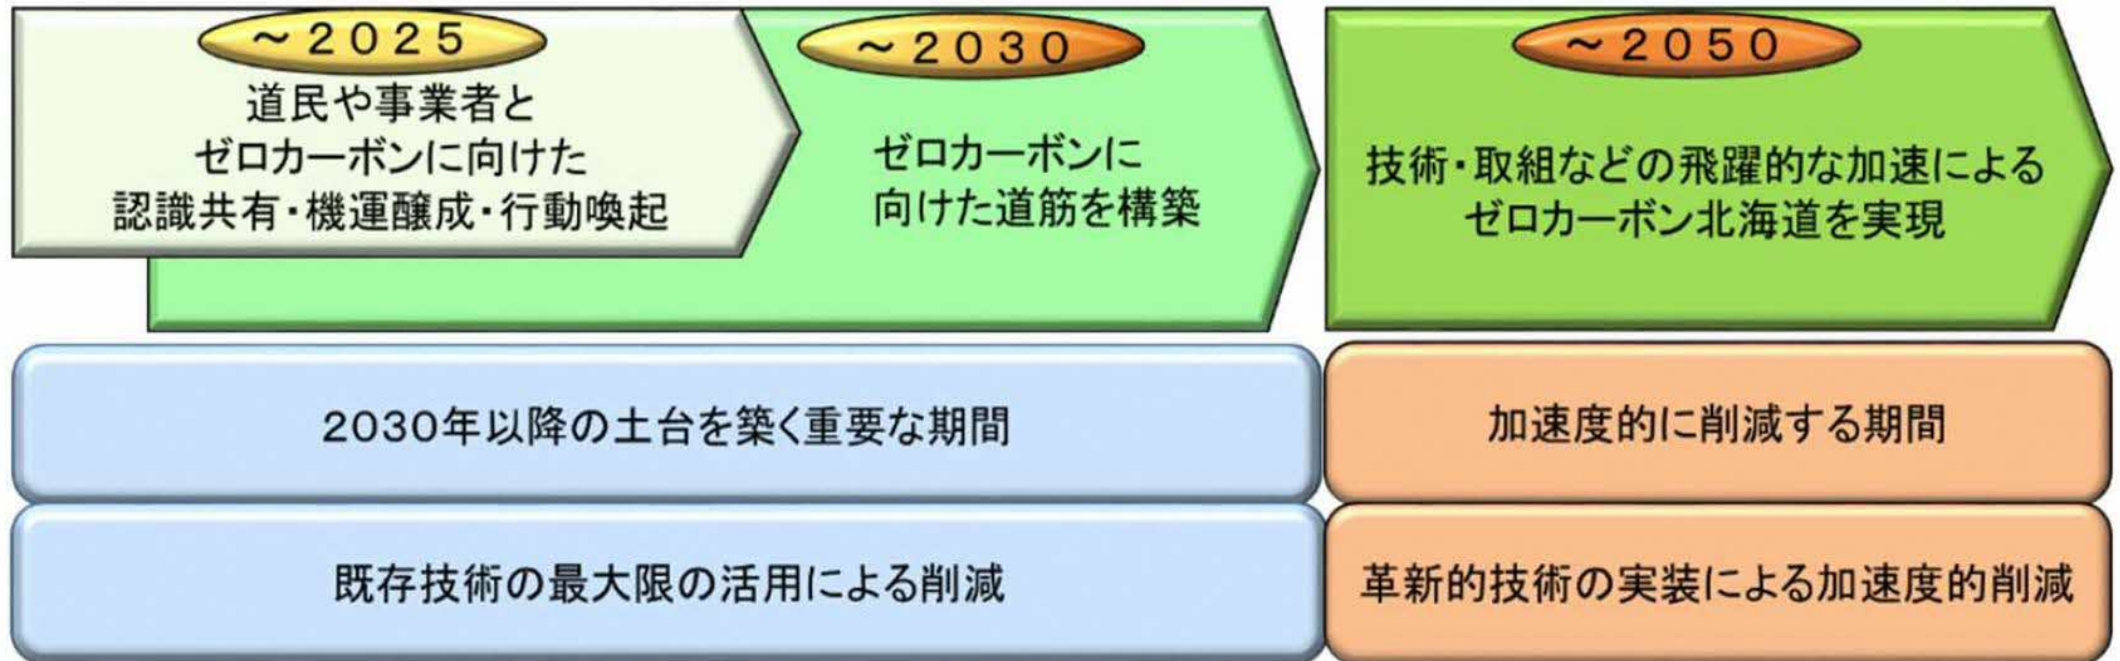 ～２０２５
道民や事業者と
ゼロカーボンに向けた
認識共有・機運醸成・行動喚起
～２０３０
ゼロカーボンに
向けた道筋を構築
～２０５０
技術・取組などの飛躍的な加速による
ゼロカーボン北海道を実現
2030年以降の土台を築く重要な期間
加速度的に削減する期間
既存技術の最大限の活用による削減
革新的技術の実装による加速度的削減